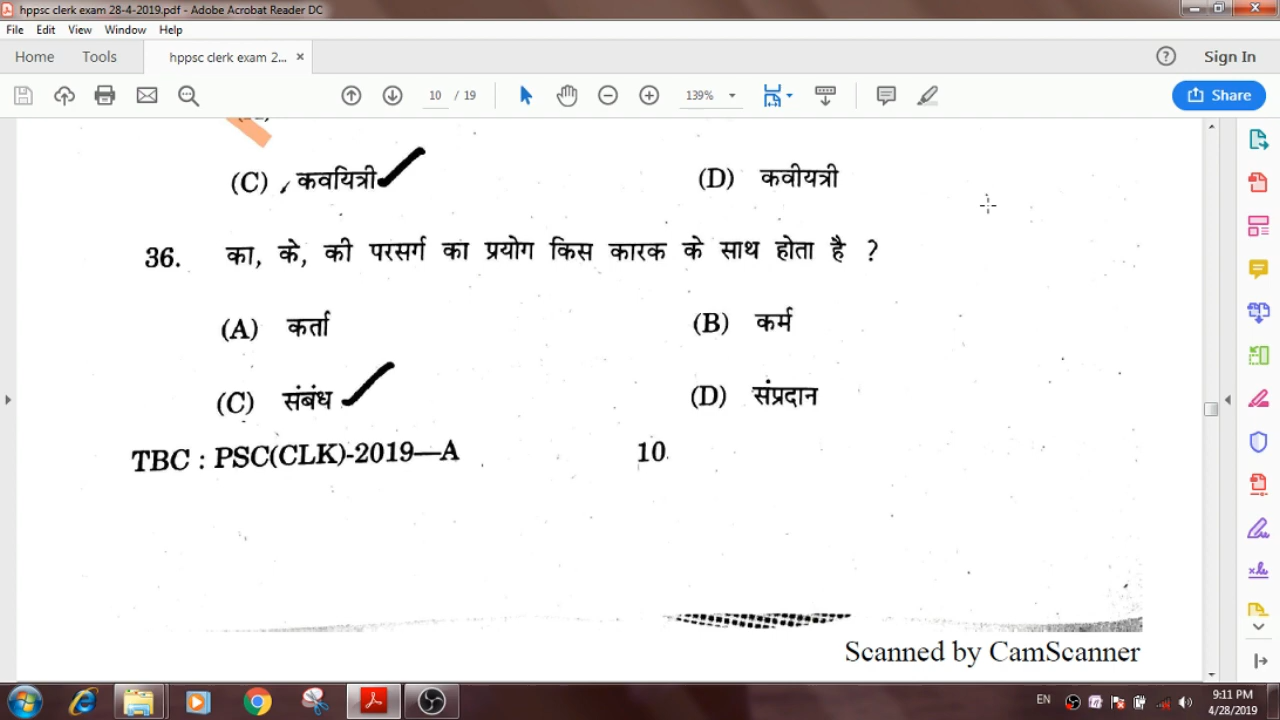 hppsc clerk exam 28-4-2019.pdf - Adobe Acrobat Reader DC
File Edit View Window Help
Home Tools hppsc clerk exam 2... × ? Sign In
10 / 19 139% Share
(C) कवयित्री (D) कवीयत्री
36. का, के, की परसर्ग का प्रयोग किस कारक के साथ होता है ?
(A) कर्ता (B) कर्म
(C) संबंध (D) संप्रदान
TBC : PSC(CLK)-2019—A 10
Scanned by CamScanner
EN 9:11 PM
4/28/2019